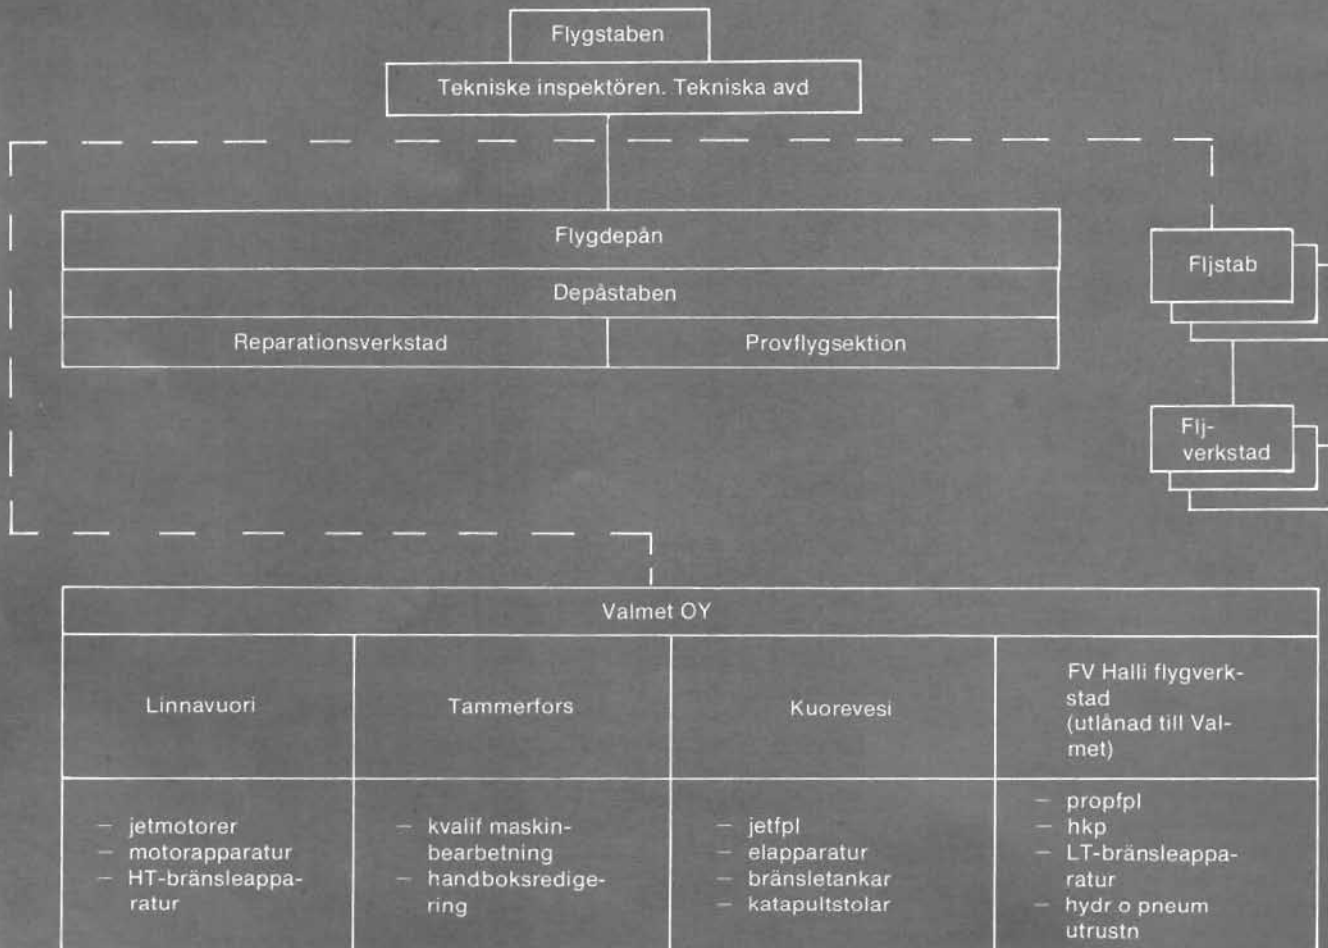 Flygstaben
Tekniske inspektören. Tekniska avd
Flygdepån
Depåstaben
Reparationsverkstad
Provflygsektion
Fljstab
Flj-
verkstad
Valmet OY
Linnavuori
Tammerfors
Kuorevesi
FV Halli flygverk-
stad
(utlånad till Val-
met)
— jetmotorer
— motorapparatur
— HT-bränsleappa-
ratur
— kvalif maskin-
bearbetning
— handboksredige-
ring
— jetfpl
— elapparatur
— bränsletankar
— katapultstolar
— propfpl
— hkp
— LT-bränsleappa-
ratur
— hydr o pneum
utrustn